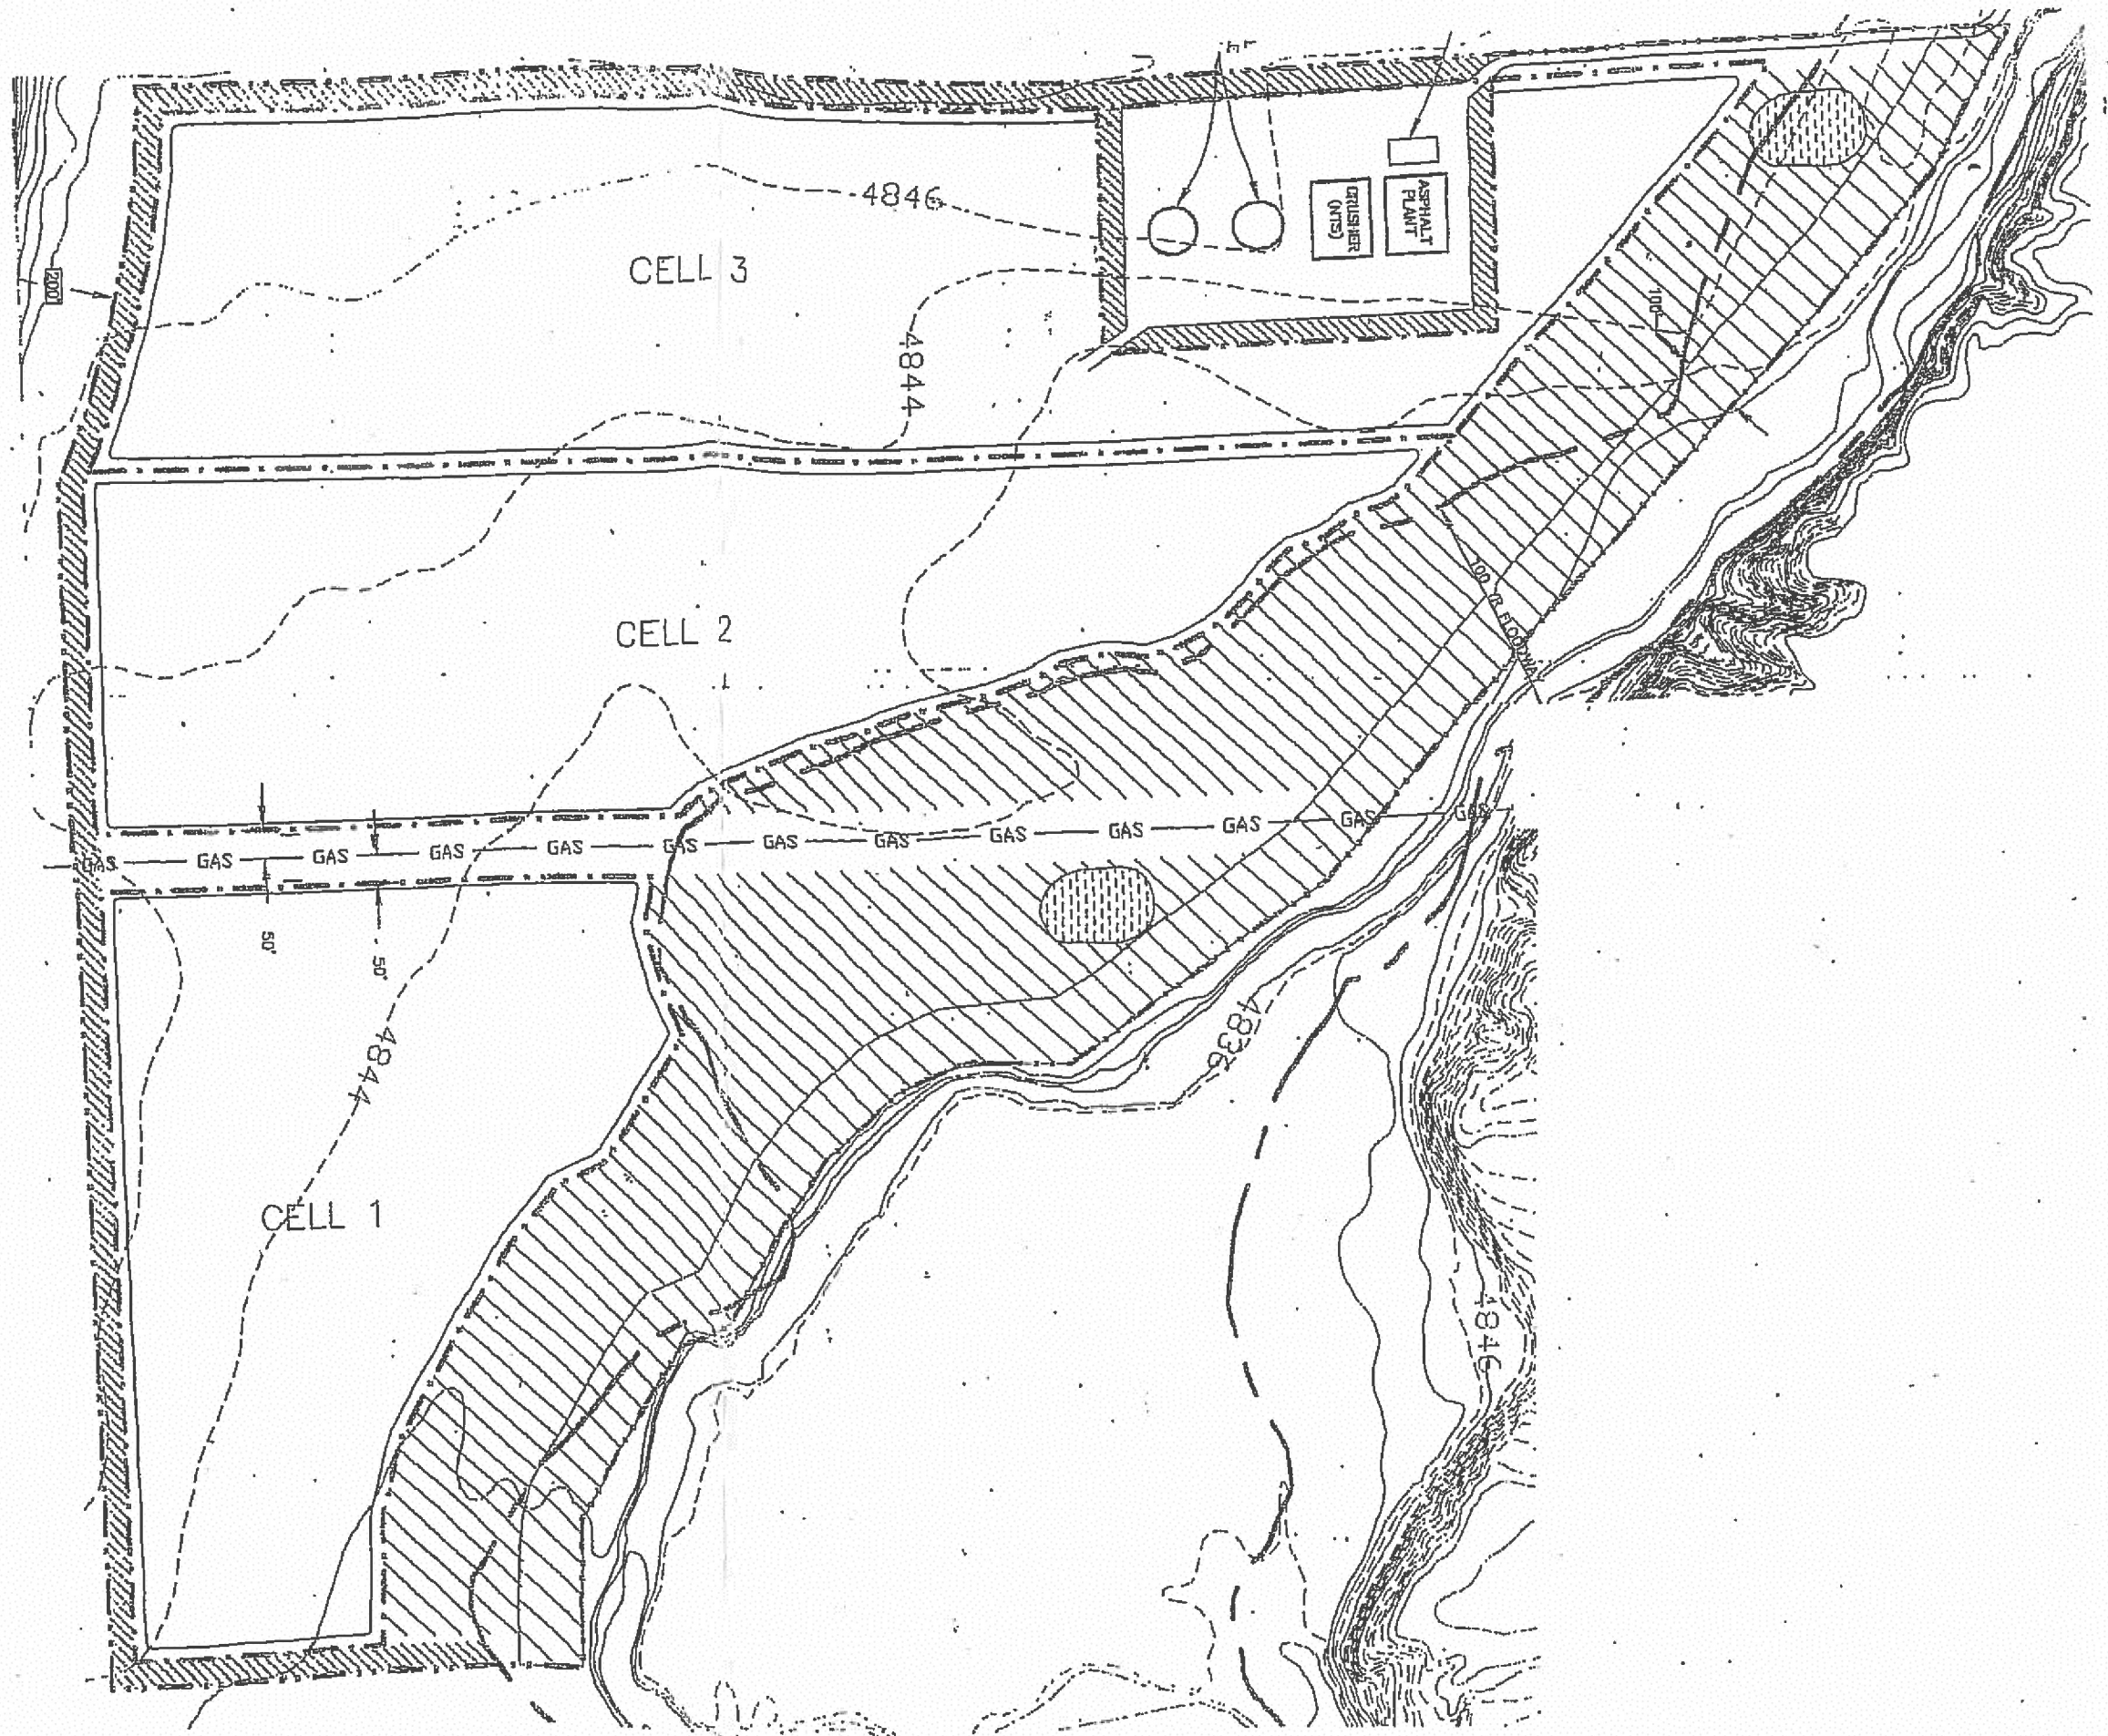 4846
CELL 3
ASPHALT
PLANT
CRUSHER
(NTS)
200'
4844
100'
CELL 2
100 YR FLOOD
GAS GAS GAS GAS GAS GAS GAS GAS GAS GAS GAS GAS GAS
50'
50'
4844
4836
CELL 1
4846